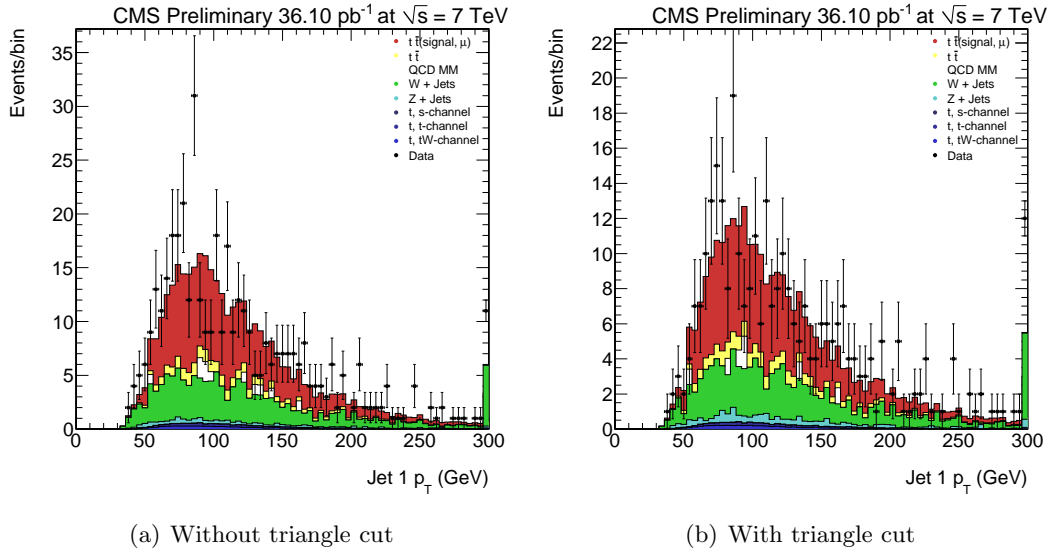 CMS Preliminary 36.10 pb⁻¹ at √s = 7 TeV
Events/bin
35
30
25
20
15
10
5
0
0 50 100 150 200 250 300
Jet 1 p_T (GeV)
t t̄(signal, μ)
t t̄
QCD MM
W + Jets
Z + Jets
t, s-channel
t, t-channel
t, tW-channel
Data
(a) Without triangle cut
CMS Preliminary 36.10 pb⁻¹ at √s = 7 TeV
Events/bin
22
20
18
16
14
12
10
8
6
4
2
0
0 50 100 150 200 250 300
Jet 1 p_T (GeV)
t t̄(signal, μ)
t t̄
QCD MM
W + Jets
Z + Jets
t, s-channel
t, t-channel
t, tW-channel
Data
(b) With triangle cut